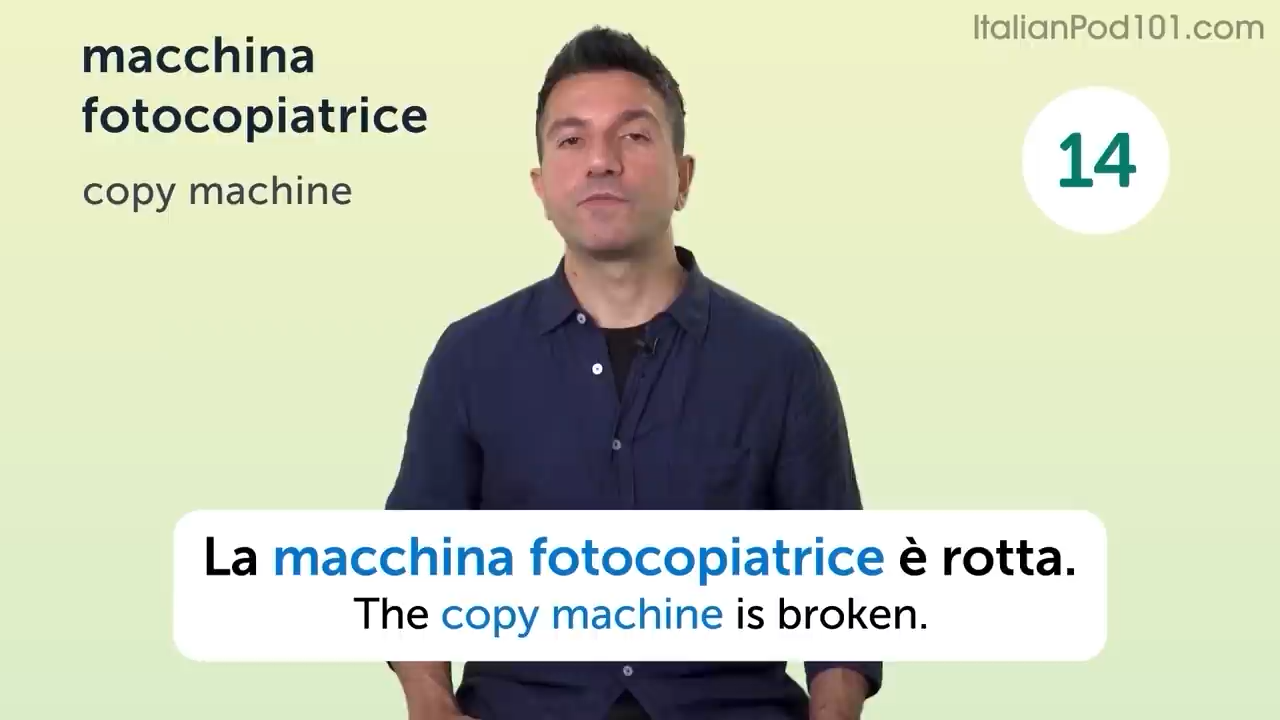 ItalianPod101.com
macchina
fotocopiatrice
copy machine
14
La macchina fotocopiatrice è rotta.
The copy machine is broken.